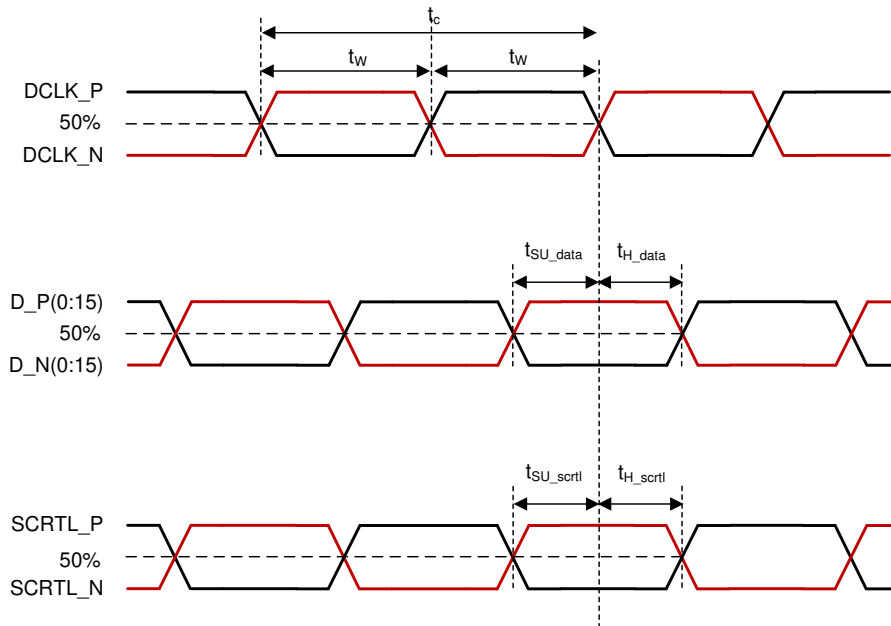 t_c
t_W
t_W
DCLK_P
50%
DCLK_N
t_SU_data
t_H_data
D_P(0:15)
50%
D_N(0:15)
t_SU_scrtl
t_H_scrtl
SCRTL_P
50%
SCRTL_N